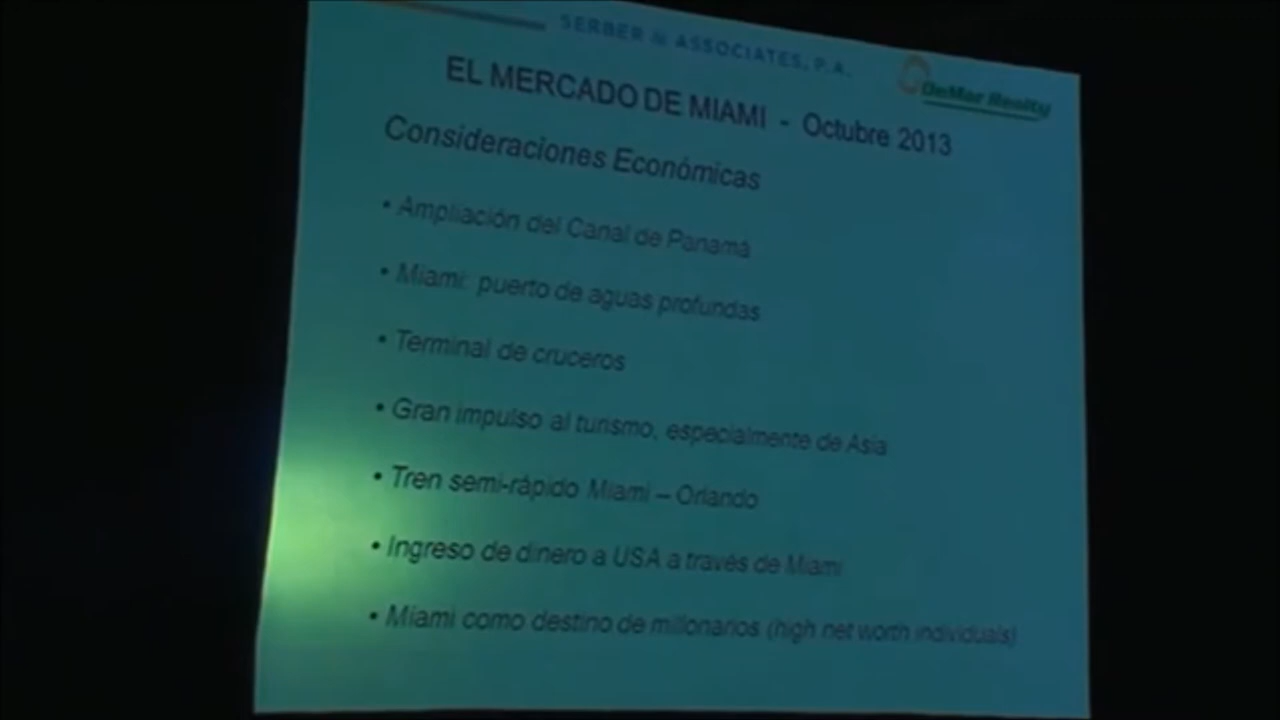 SERBER & ASSOCIATES, P.A.
DeMar Realty
EL MERCADO DE MIAMI - Octubre 2013
Consideraciones Económicas
• Ampliación del Canal de Panamá
• Miami: puerto de aguas profundas
• Terminal de cruceros
• Gran impulso al turismo, especialmente de Asia
• Tren semi-rápido Miami – Orlando
• Ingreso de dinero a USA a través de Miami
• Miami como destino de millonarios (high net worth individuals)